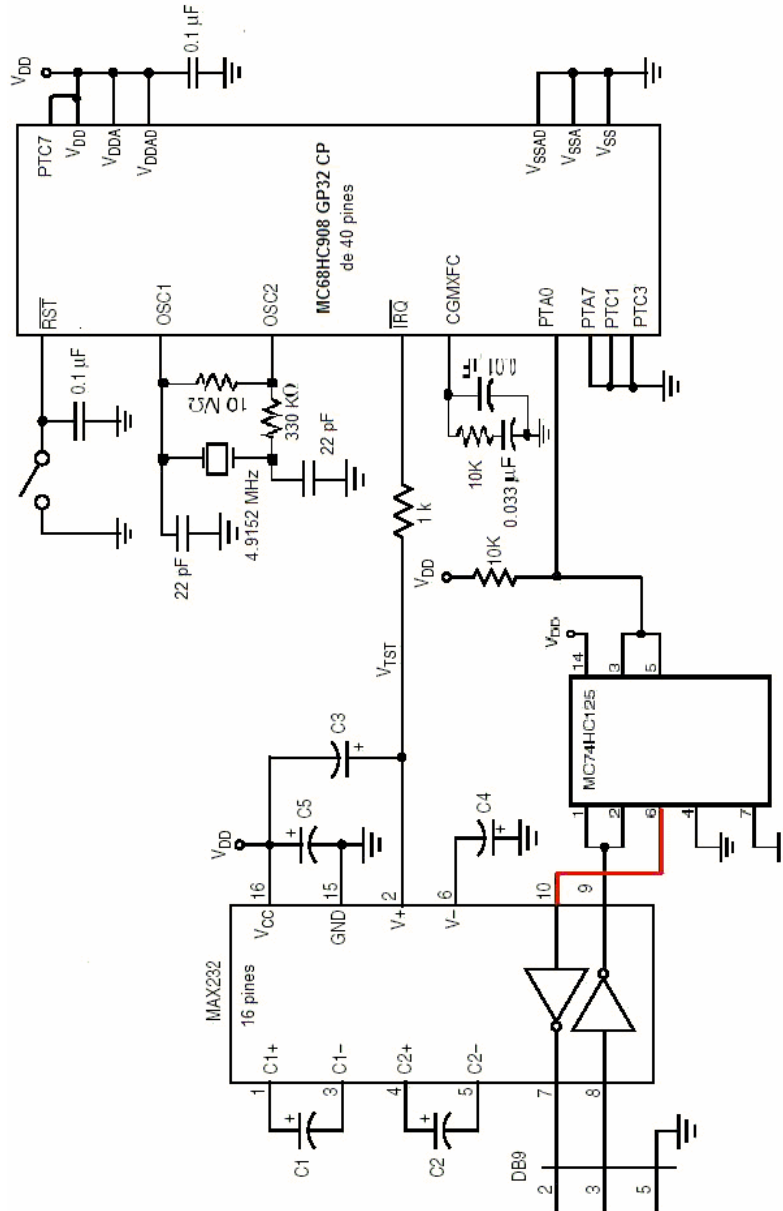 VDD
0.1 µF
PTC7
VDD
VDDA
VDDAD
VSSAD
VSSA
VSS
MC68HC908 GP32 CP
de 40 pines
RST
OSC1
OSC2
IRQ
CGMXFC
PTA0
PTA7
PTC1
PTC3
0.1 µF
10 MΩ
330 KΩ
22 pF
4.9152 MHz
22 pF
1 k
0.01 µF
10K
0.033 µF
VDD
10K
VTST
VDD
14
3
5
MC74HC125
1
2
6
4
7
C3
+
VDD
+
C5
C4
+
16
15
2
6
10
9
VCC
GND
V+
V–
MAX232
16 pines
C1+
C1–
C2+
C2–
1
3
4
5
7
8
+
C1
+
C2
DB9
2
3
5